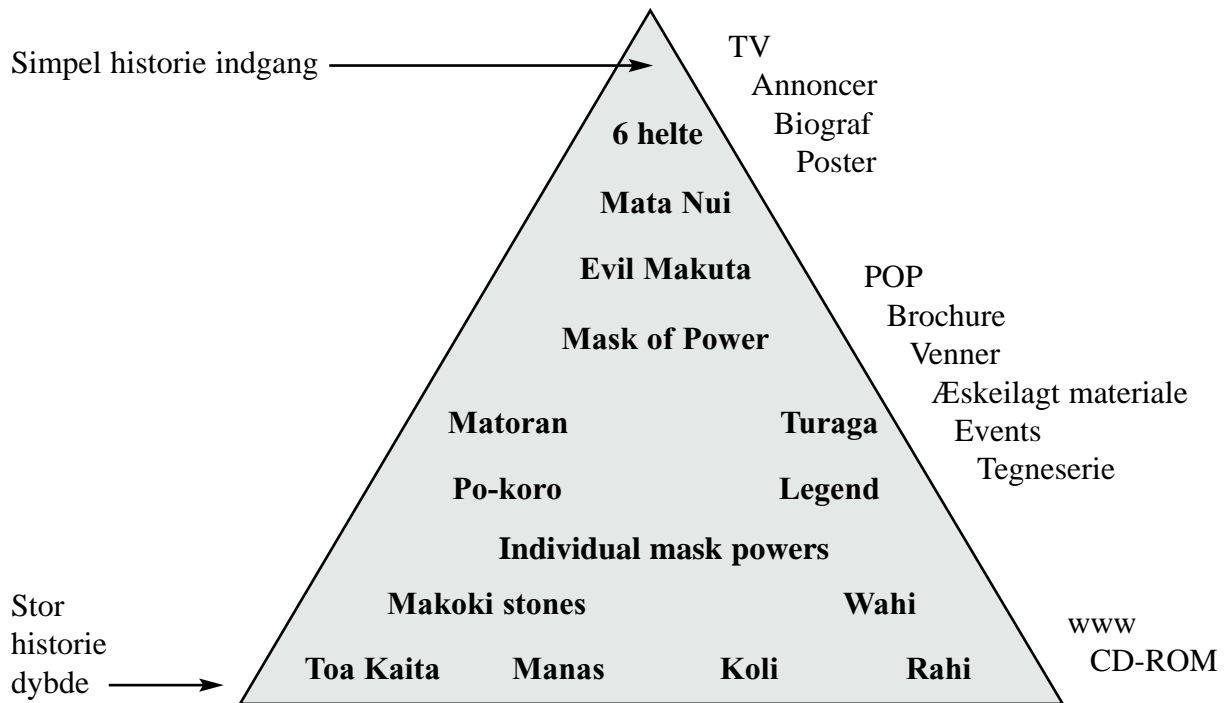 Simpel historie indgang
TV
Annoncer
Biograf
Poster
6 helte
Mata Nui
Evil Makuta
Mask of Power
POP
Brochure
Venner
Æskeilagt materiale
Events
Tegneserie
Matoran
Turaga
Po-koro
Legend
Individual mask powers
Makoki stones
Wahi
Stor
historie
dybde
Toa Kaita
Manas
Koli
Rahi
www
CD-ROM